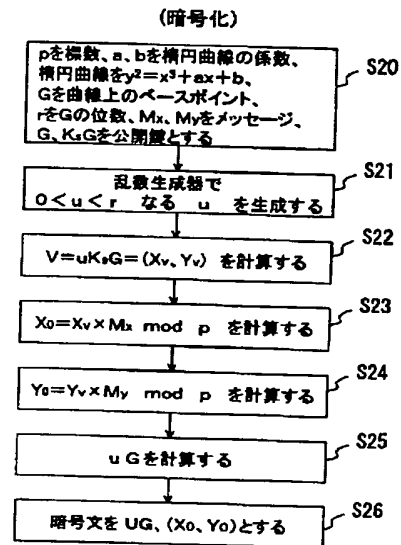 (暗号化)
pを標数、a、bを楕円曲線の係数、 S20
楕円曲線をy²=x³+ax+b、
Gを曲線上のベースポイント、
rをGの位数、Mx、Myをメッセージ、
G、KsGを公開鍵とする
乱数生成器で S21
0<u<r なる u を生成する
V=uKsG=(Xv、Yv) を計算する S22
X0=Xv×Mx mod p を計算する S23
Y0=Yv×My mod p を計算する S24
uGを計算する S25
暗号文をUG、(X0、Y0)とする S26